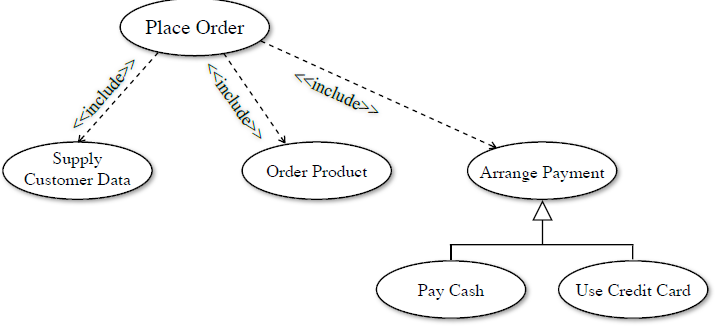 Place Order
<<include>>
<<include>>
<<include>>
Supply
Customer Data
Order Product
Arrange Payment
Pay Cash
Use Credit Card